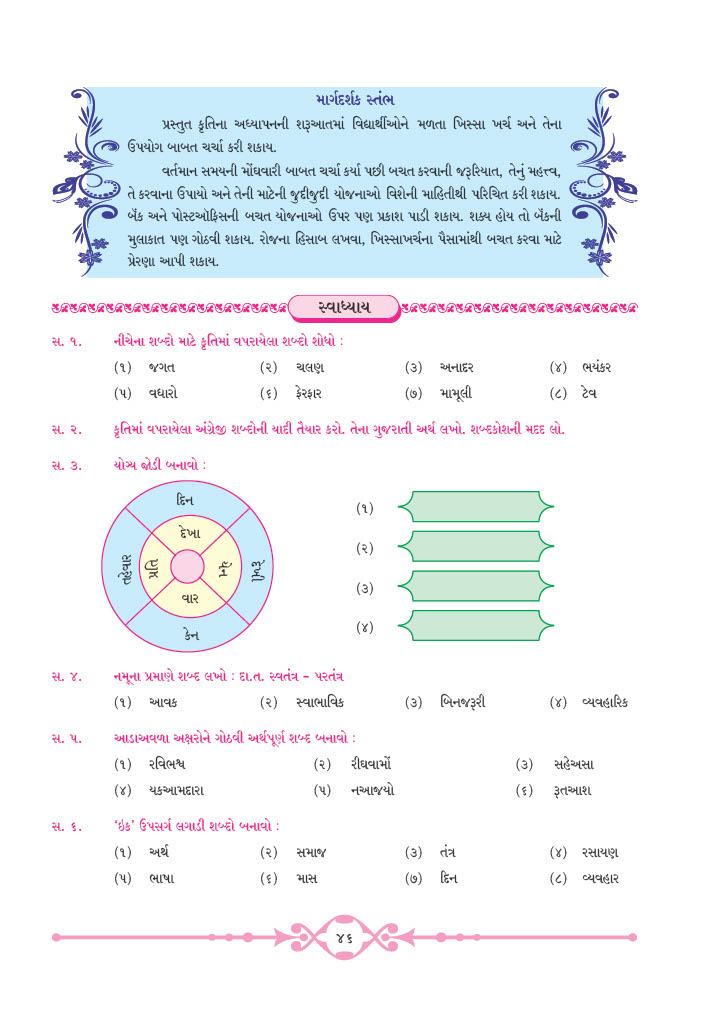 માર્ગદર્શક સ્તંભ
પ્રસ્તુત કૃતિના અધ્યાપનની શરૂઆતમાં વિદ્યાર્થીઓને મળતા ખિસ્સા ખર્ચ અને તેના
ઉપયોગ બાબત ચર્ચા કરી શકાય.
વર્તમાન સમયની મોંઘવારી બાબત ચર્ચા કર્યા પછી બચત કરવાની જરૂરિયાત, તેનું મહત્ત્વ,
તે કરવાના ઉપાયો અને તેની માટેની જુદીજુદી યોજનાઓ વિશેની માહિતીથી પરિચિત કરી શકાય.
બૅંક અને પોસ્ટઑફિસની બચત યોજનાઓ ઉપર પણ પ્રકાશ પાડી શકાય. શક્ય હોય તો બૅંકની
મુલાકાત પણ ગોઠવી શકાય. રોજના હિસાબ લખવા, ખિસ્સાખર્ચના પૈસામાંથી બચત કરવા માટે
પ્રેરણા આપી શકાય.
સ્વાધ્યાય
સ. ૧. નીચેના શબ્દો માટે કૃતિમાં વપરાયેલા શબ્દો શોધો :
(૧) જગત (૨) ચલણ (૩) અનાદર (૪) ભયંકર
(૫) વધારો (૬) ફેરફાર (૭) મામૂલી (૮) ટેવ
સ. ૨. કૃતિમાં વપરાયેલા અંગ્રેજી શબ્દોની યાદી તૈયાર કરો. તેના ગુજરાતી અર્થ લખો. શબ્દકોશની મદદ લો.
સ. ૩. યોગ્ય જોડી બનાવો :
દિન
દેખા
તહેવાર
પ્રતિ
યેન
દેખી
વાર
કેન
(૧)
(૨)
(૩)
(૪)
સ. ૪. નમૂના પ્રમાણે શબ્દ લખો : દા.ત. સ્વતંત્ર – પરતંત્ર
(૧) આવક (૨) સ્વાભાવિક (૩) બિનજરૂરી (૪) વ્યવહારિક
સ. ૫. આડાઅવળા અક્ષરોને ગોઠવી અર્થપૂર્ણ શબ્દ બનાવો :
(૧) રવિભશ્વ (૨) રીઘવામોં (૩) સહેઅસા
(૪) યકઆમદારા (૫) નઆજયો (૬) રૂતઆશ
સ. ૬. ‘ઇક’ ઉપસર્ગ લગાડી શબ્દો બનાવો :
(૧) અર્થ (૨) સમાજ (૩) તંત્ર (૪) રસાયણ
(૫) ભાષા (૬) માસ (૭) દિન (૮) વ્યવહાર
૪૬